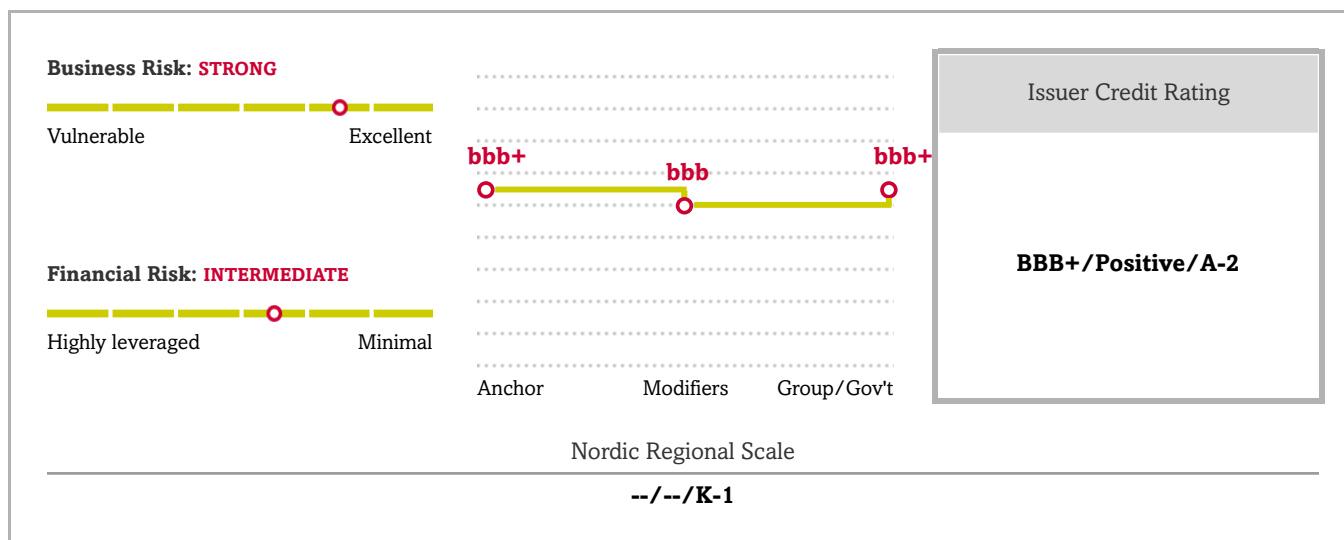 Business Risk: STRONG
Vulnerable Excellent
Financial Risk: INTERMEDIATE
Highly leveraged Minimal
bbb+ bbb bbb+
Anchor Modifiers Group/Gov't
Issuer Credit Rating
BBB+/Positive/A-2
Nordic Regional Scale
--/--/K-1